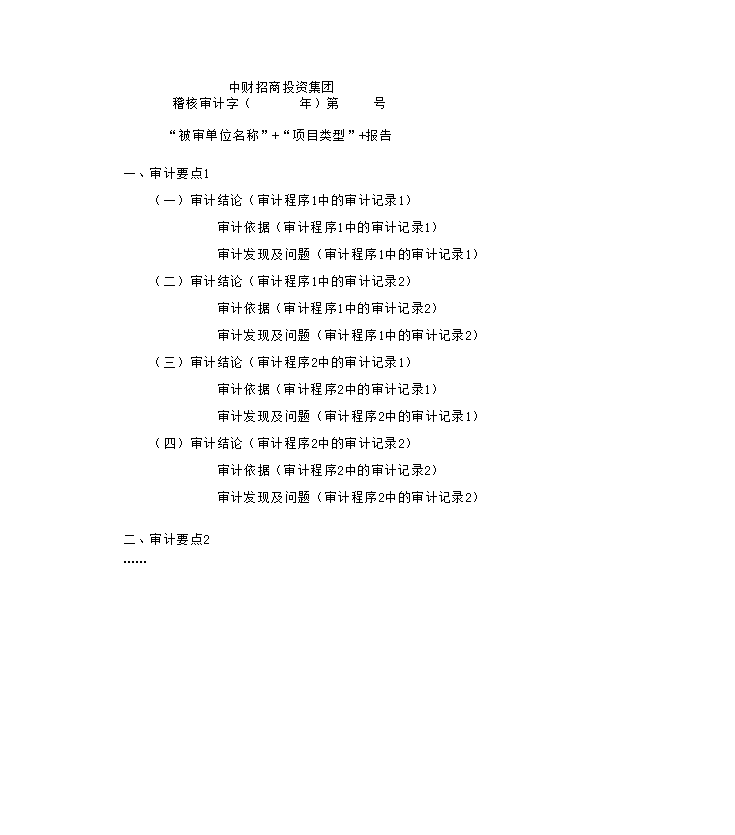 中财招商投资集团
稽核审计字（      年）第    号
“被审单位名称”+“项目类型”+报告
一、审计要点1
（一）审计结论（审计程序1中的审计记录1）
审计依据（审计程序1中的审计记录1）
审计发现及问题（审计程序1中的审计记录1）
（二）审计结论（审计程序1中的审计记录2）
审计依据（审计程序1中的审计记录2）
审计发现及问题（审计程序1中的审计记录2）
（三）审计结论（审计程序2中的审计记录1）
审计依据（审计程序2中的审计记录1）
审计发现及问题（审计程序2中的审计记录1）
（四）审计结论（审计程序2中的审计记录2）
审计依据（审计程序2中的审计记录2）
审计发现及问题（审计程序2中的审计记录2）
二、审计要点2
……